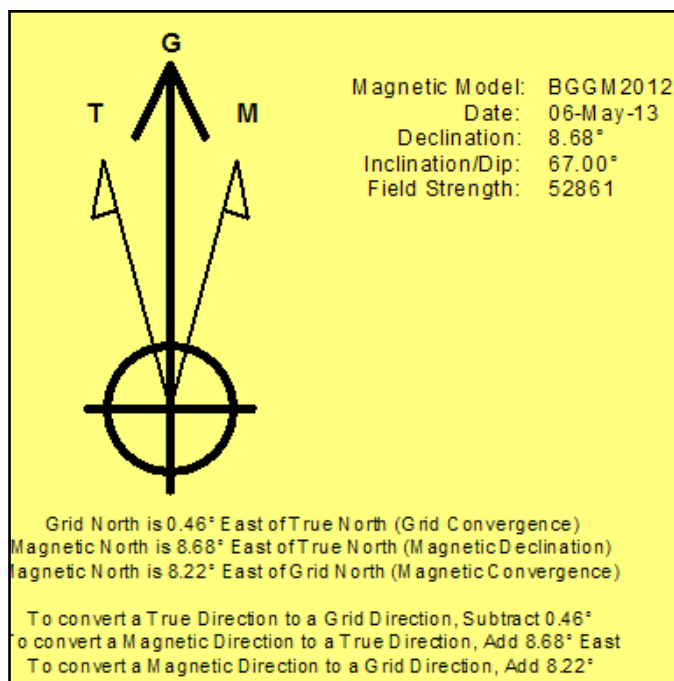 G
T
M
Magnetic Model: BGGM2012
Date: 06-May-13
Declination: 8.68°
Inclination/Dip: 67.00°
Field Strength: 52861
Grid North is 0.46° East of True North (Grid Convergence)
Magnetic North is 8.68° East of True North (Magnetic Declination)
Magnetic North is 8.22° East of Grid North (Magnetic Convergence)
To convert a True Direction to a Grid Direction, Subtract 0.46°
To convert a Magnetic Direction to a True Direction, Add 8.68° East
To convert a Magnetic Direction to a Grid Direction, Add 8.22°